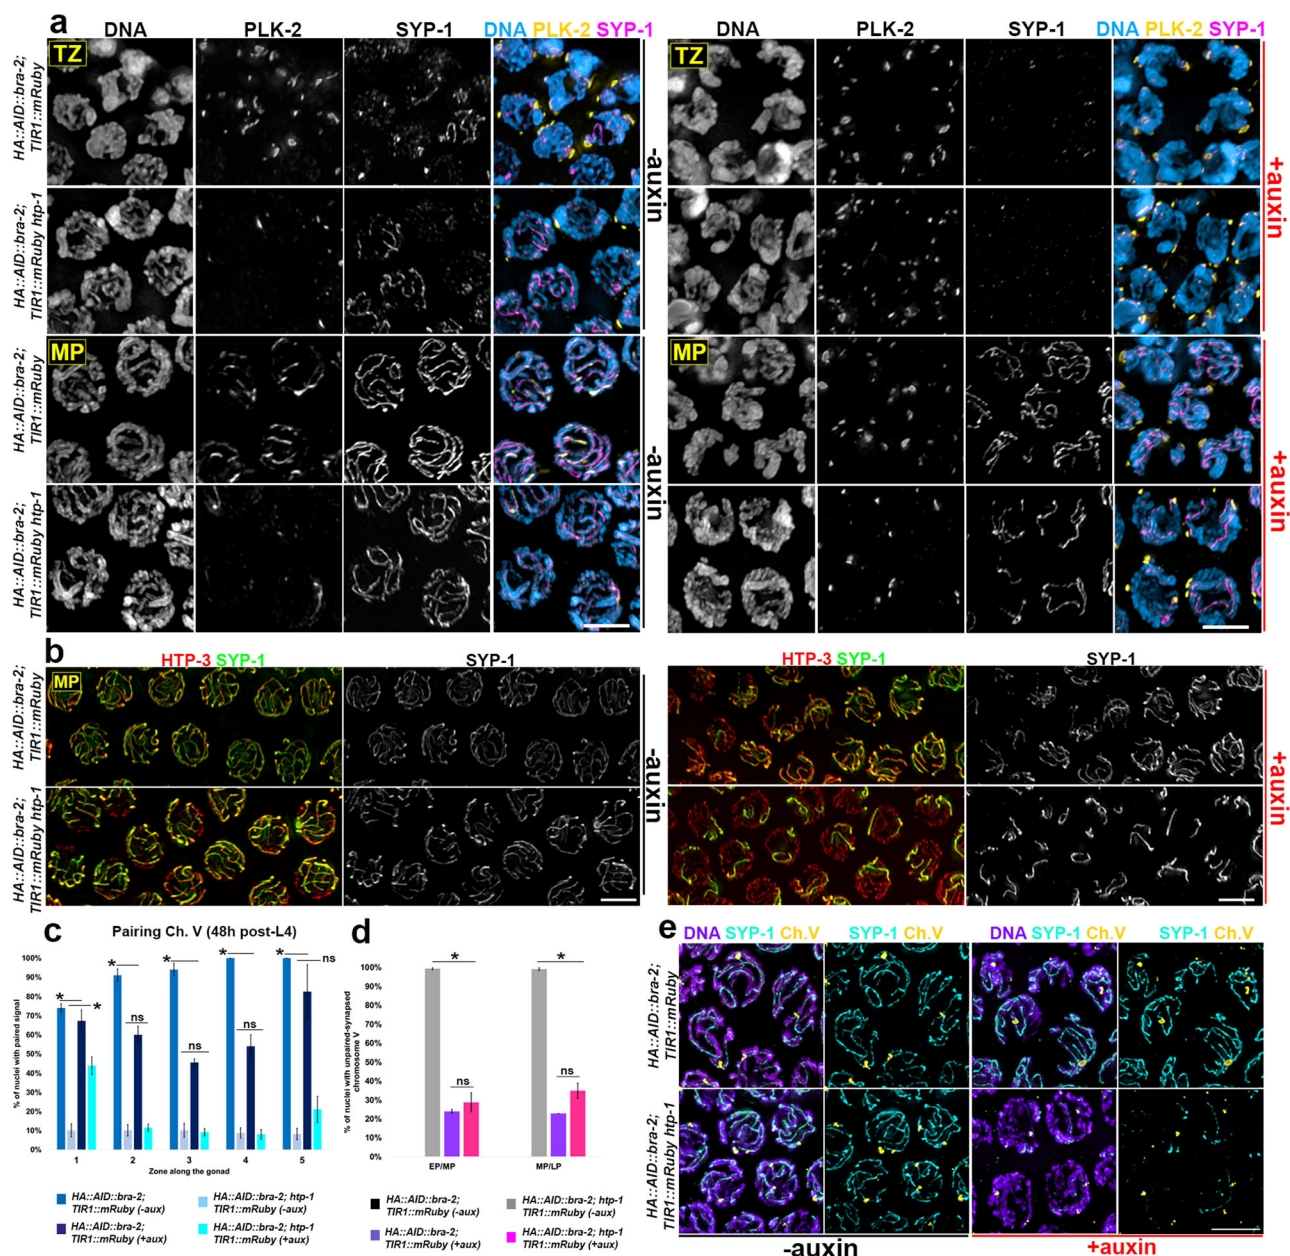 a
DNA PLK-2 SYP-1 DNA PLK-2 SYP-1
DNA PLK-2 SYP-1 DNA PLK-2 SYP-1
TZ
TZ
HA::AID::bra-2;
TIR1::mRuby
HA::AID::bra-2;
TIR1::mRuby htp-1
-auxin
+auxin
MP
MP
HA::AID::bra-2;
TIR1::mRuby
HA::AID::bra-2;
TIR1::mRuby htp-1
-auxin
+auxin
b
HTP-3 SYP-1 SYP-1
HTP-3 SYP-1 SYP-1
MP
HA::AID::bra-2;
TIR1::mRuby
HA::AID::bra-2;
TIR1::mRuby htp-1
-auxin
+auxin
c
Pairing Ch. V (48h post-L4)
% of nuclei with paired signal
100%
90%
80%
70%
60%
50%
40%
30%
20%
10%
0%
* * * ns * ns * ns * ns
1 2 3 4 5
Zone along the gonad
HA::AID::bra-2;
TIR1::mRuby (-aux)
HA::AID::bra-2; htp-1
TIR1::mRuby (-aux)
HA::AID::bra-2;
TIR1::mRuby (+aux)
HA::AID::bra-2; htp-1
TIR1::mRuby (+aux)
d
% of nuclei with unpaired-synapsed
chromosome V
100%
90%
80%
70%
60%
50%
40%
30%
20%
10%
0%
* ns * ns
EP/MP MP/LP
HA::AID::bra-2;
TIR1::mRuby (-aux)
HA::AID::bra-2; htp-1
TIR1::mRuby (-aux)
HA::AID::bra-2;
TIR1::mRuby (+aux)
HA::AID::bra-2; htp-1
TIR1::mRuby (+aux)
e
DNA SYP-1 Ch.V SYP-1 Ch.V DNA SYP-1 Ch.V SYP-1 Ch.V
HA::AID::bra-2;
TIR1::mRuby
HA::AID::bra-2;
TIR1::mRuby htp-1
-auxin
+auxin